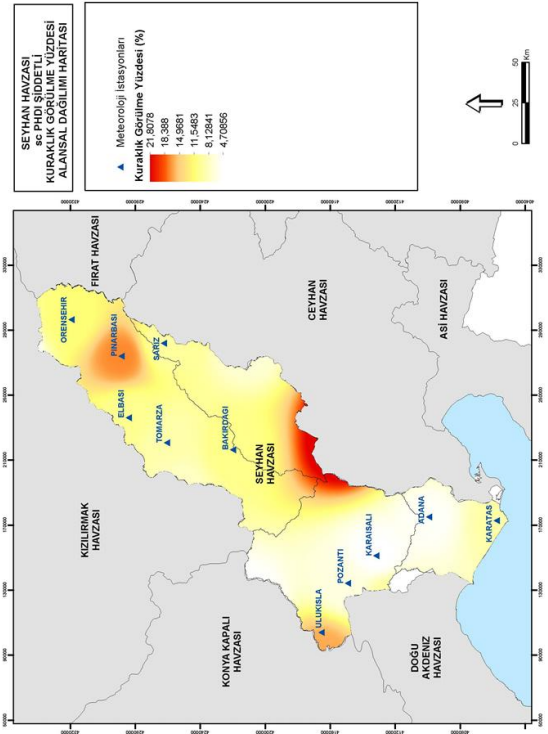 SEYHAN HAVZASI
sc PHDI ŞİDDETLİ
KURAKLIK GÖRÜLME YÜZDESİ
ALANSAL DAĞILIMI HARİTASI
Meteoroloji İstasyonları
Kuraklık Görülme Yüzdesi (%)
21,8078
18,388
14,9681
11,5483
8,12841
4,70856
0
25
50
Km
KIZILIRMAK
HAVZASI
FIRAT HAVZASI
ORENSEHIR
PINARBASI
ELBASI
SARIZ
TOMARZA
BAKIRDAGI
SEYHAN
HAVZASI
CEYHAN
HAVZASI
KONYA KAPALI
HAVZASI
ULUKISLA
POZANTI
KARAISALI
ADANA
KARATAS
ASİ HAVZASI
DOĞU
AKDENİZ
HAVZASI